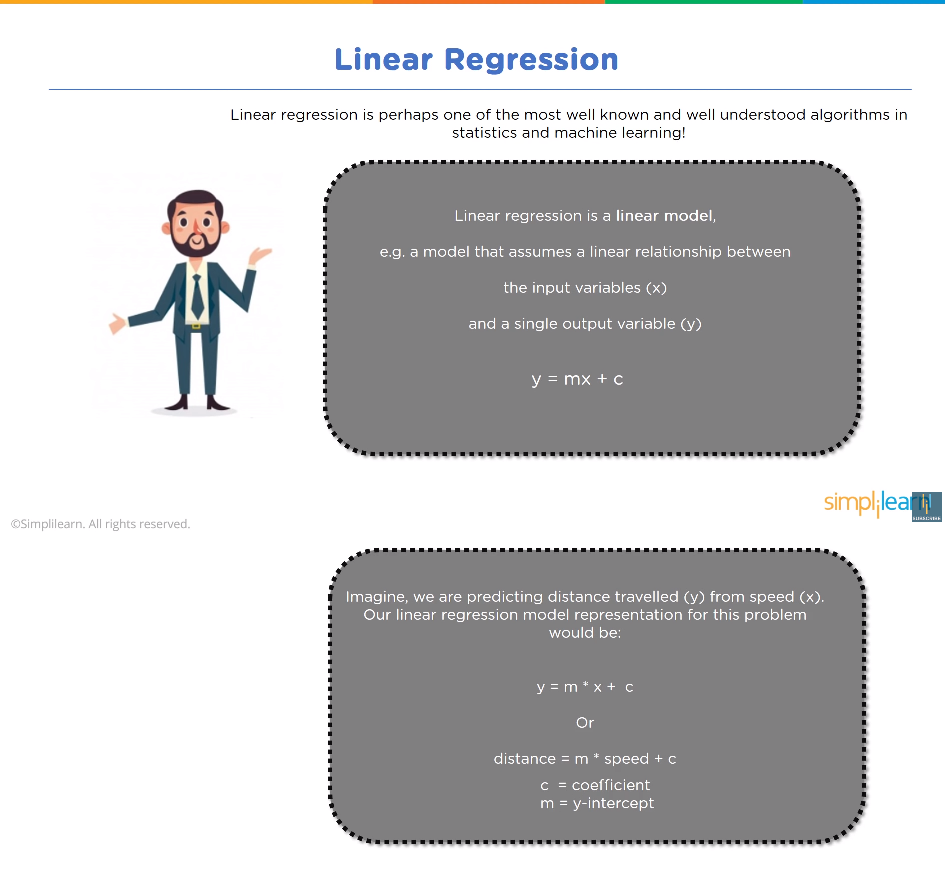 Linear Regression
Linear regression is perhaps one of the most well known and well understood algorithms in
statistics and machine learning!
Linear regression is a linear model,
e.g. a model that assumes a linear relationship between
the input variables (x)
and a single output variable (y)
y = mx + c
simplilearn
SUBSCRIBE
©Simplilearn. All rights reserved.
Imagine, we are predicting distance travelled (y) from speed (x).
Our linear regression model representation for this problem
would be:
y = m * x + c
Or
distance = m * speed + c
c = coefficient
m = y-intercept